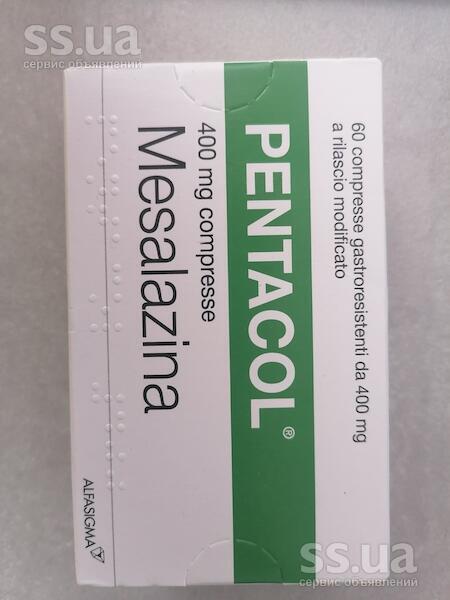 ss.ua
сервис объявлений
60 compresse gastroresistenti da 400 mg
a rilascio modificato
PENTACOL®
400 mg compresse
Mesalazina
ALFASIGMA
ss.ua
сервис объявлений